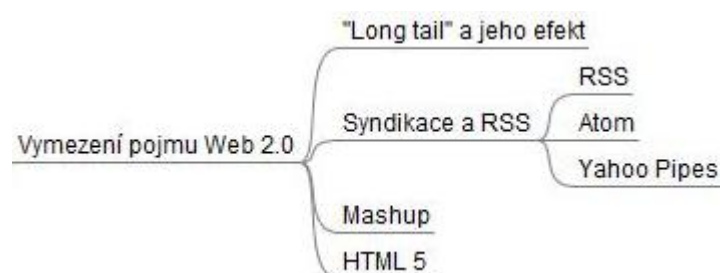 "Long tail" a jeho efekt
RSS
Syndikace a RSS
Atom
Vymezení pojmu Web 2.0
Yahoo Pipes
Mashup
HTML 5